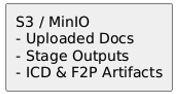 S3 / MinIO
- Uploaded Docs
- Stage Outputs
- ICD & F2P Artifacts